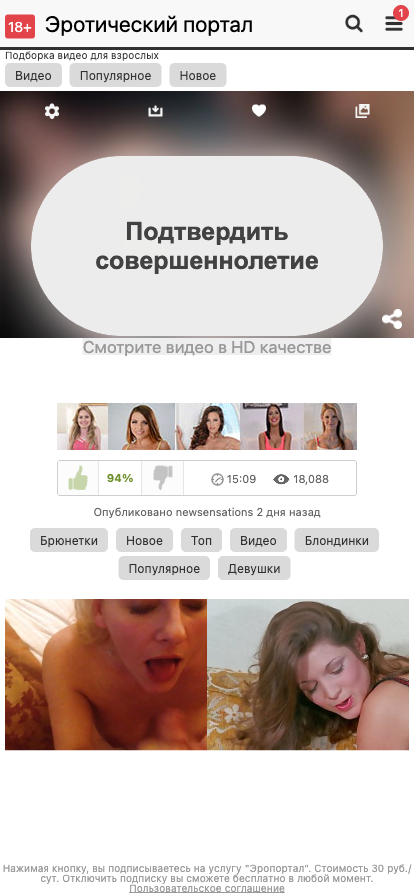 18+ Эротический портал 1
Подборка видео для взрослых
Видео Популярное Новое
Подтвердить
совершеннолетие
Смотрите видео в HD качестве
94% 15:09 18,088
Опубликовано newsensations 2 дня назад
Брюнетки Новое Топ Видео Блондинки
Популярное Девушки
Нажимая кнопку, вы подписываетесь на услугу "Эропортал". Стоимость 30 руб./
сут. Отключить подписку вы сможете бесплатно в любой момент.
Пользовательское соглашение